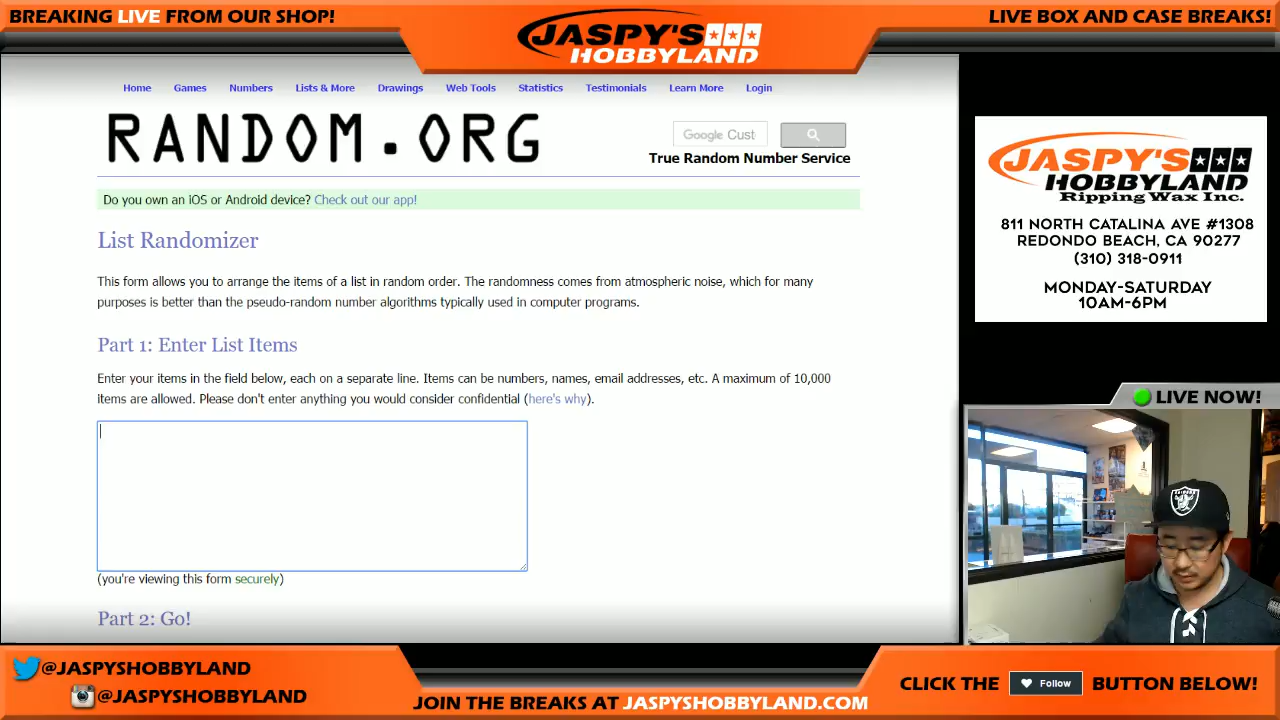 BREAKING LIVE FROM OUR SHOP!
JASPY'S
HOBBYLAND
LIVE BOX AND CASE BREAKS!
Home Games Numbers Lists & More Drawings Web Tools Statistics Testimonials Learn More Login
RANDOM.ORG
Google Cust
True Random Number Service
Do you own an iOS or Android device? Check out our app!
List Randomizer
This form allows you to arrange the items of a list in random order. The randomness comes from atmospheric noise, which for many
purposes is better than the pseudo-random number algorithms typically used in computer programs.
Part 1: Enter List Items
Enter your items in the field below, each on a separate line. Items can be numbers, names, email addresses, etc. A maximum of 10,000
items are allowed. Please don't enter anything you would consider confidential (here's why).
(you're viewing this form securely)
Part 2: Go!
JASPY'S
HOBBYLAND
Ripping Wax Inc.
811 NORTH CATALINA AVE #1308
REDONDO BEACH, CA 90277
(310) 318-0911
MONDAY-SATURDAY
10AM-6PM
LIVE NOW!
RAIDERS
@JASPYSHOBBYLAND
@JASPYSHOBBYLAND
JOIN THE BREAKS AT JASPYSHOBBYLAND.COM
CLICK THE Follow BUTTON BELOW!